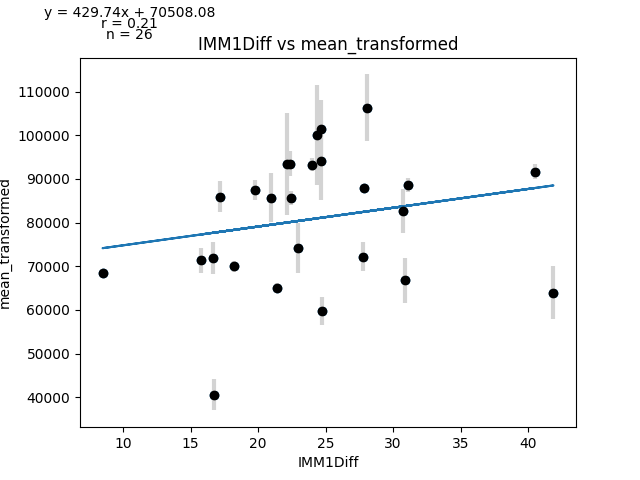 y = 429.74x + 70508.08
r = 0.21
n = 26
IMM1Diff vs mean_transformed
110000
100000
90000
80000
70000
60000
50000
40000
mean_transformed
10 15 20 25 30 35 40
IMM1Diff